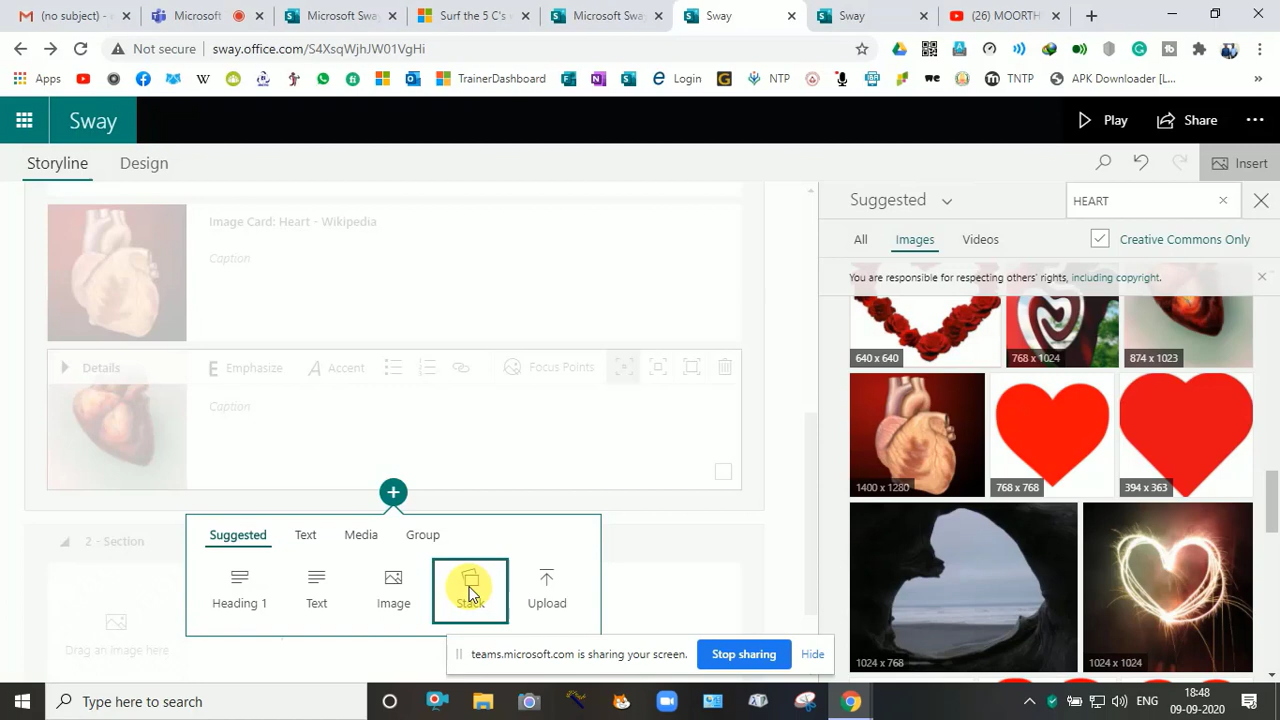 (no subject) -
Microsoft
Microsoft Sway
Surf the 5 C's
Microsoft Sway
Sway
Sway
(26) MOORTH
Not secure
sway.office.com/S4XsqWjhJW01VgHi
Apps
TrainerDashboard
Login
NTP
TNTP
APK Downloader [L...
Sway
Play
Share
Storyline
Design
Insert
Image Card: Heart - Wikipedia
Caption
Details
Emphasize
Accent
Focus Points
Caption
2 - Section
Drag an image here
Suggested
Text
Media
Group
Heading 1
Text
Image
Stack
Upload
Suggested
HEART
All
Images
Videos
Creative Commons Only
You are responsible for respecting others' rights, including copyright.
640 x 640
768 x 1024
874 x 1023
1400 x 1280
768 x 768
394 x 363
1024 x 768
1024 x 1024
teams.microsoft.com is sharing your screen.
Stop sharing
Hide
Type here to search
ENG
18:48
09-09-2020